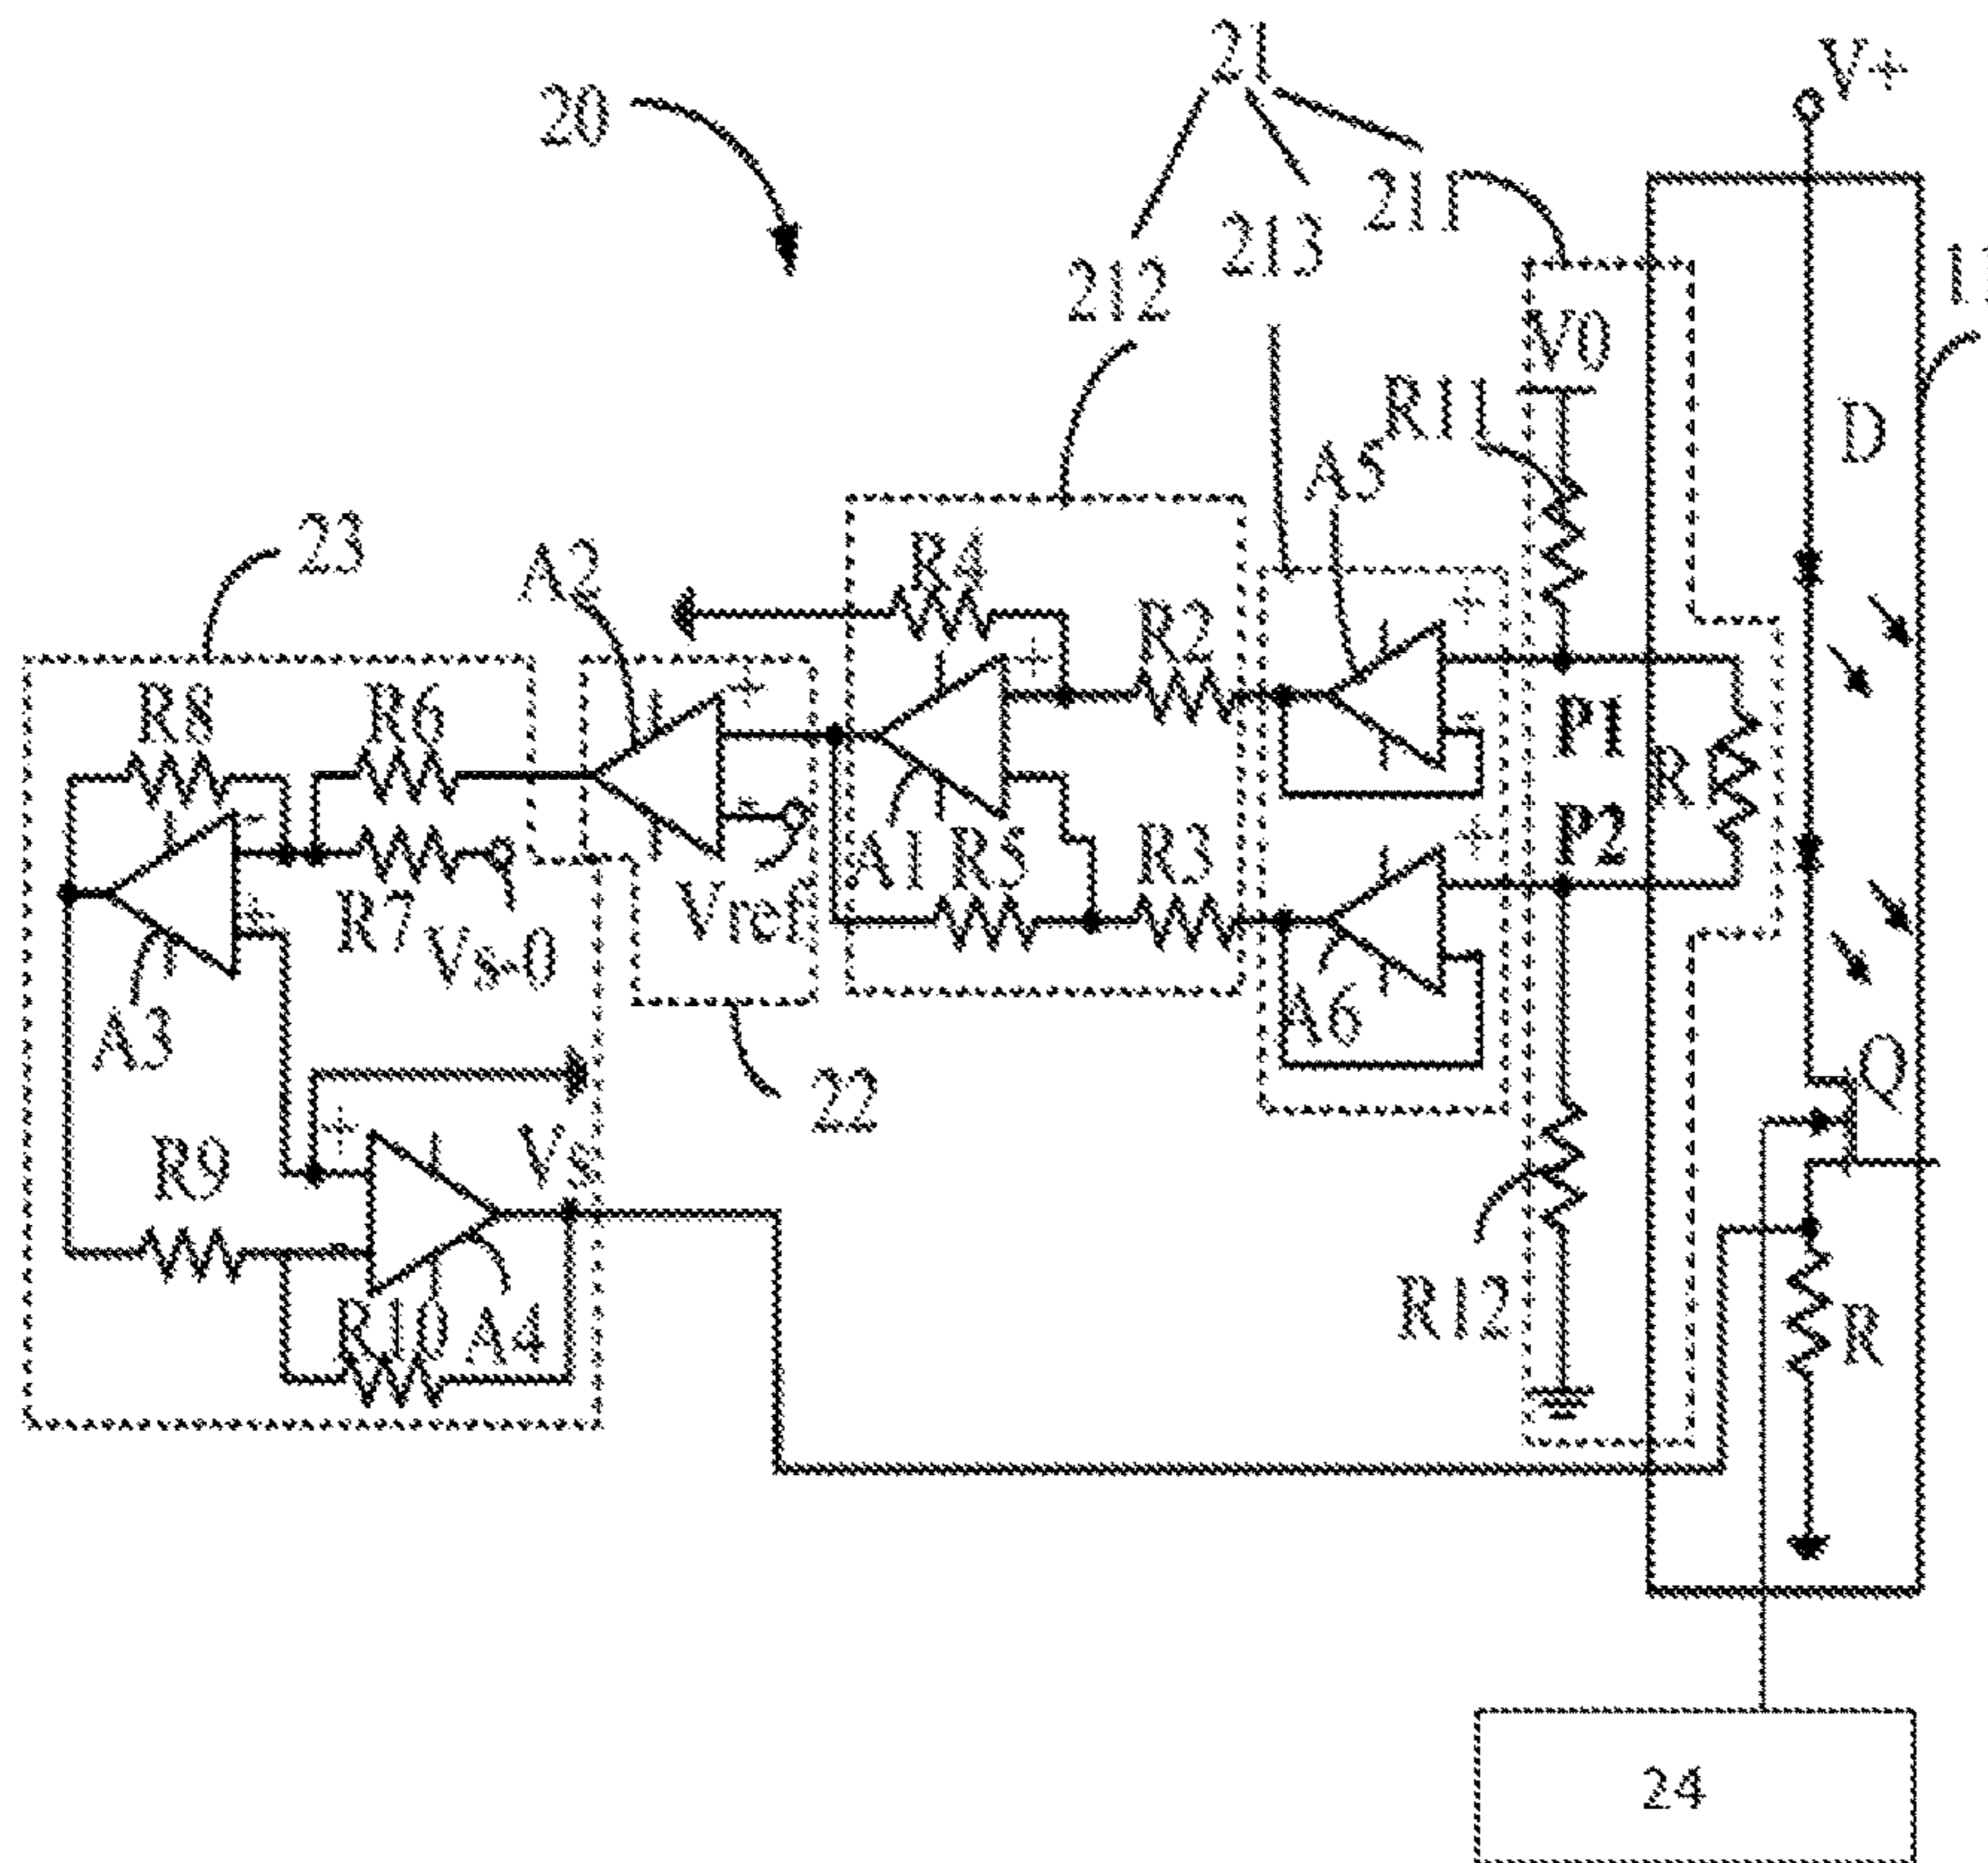 21
V+
20
211
213
212
11
V0
R11
D
A5
23
A2
R4
+
R2
+
+
R8
R6
P1
R1
-
-
-
+
P2
A1
R5
R3
+
R7
Vref
Vs-0
A3
A6
Q
22
+
Vs
R9
-
R12
R10
A4
R
24